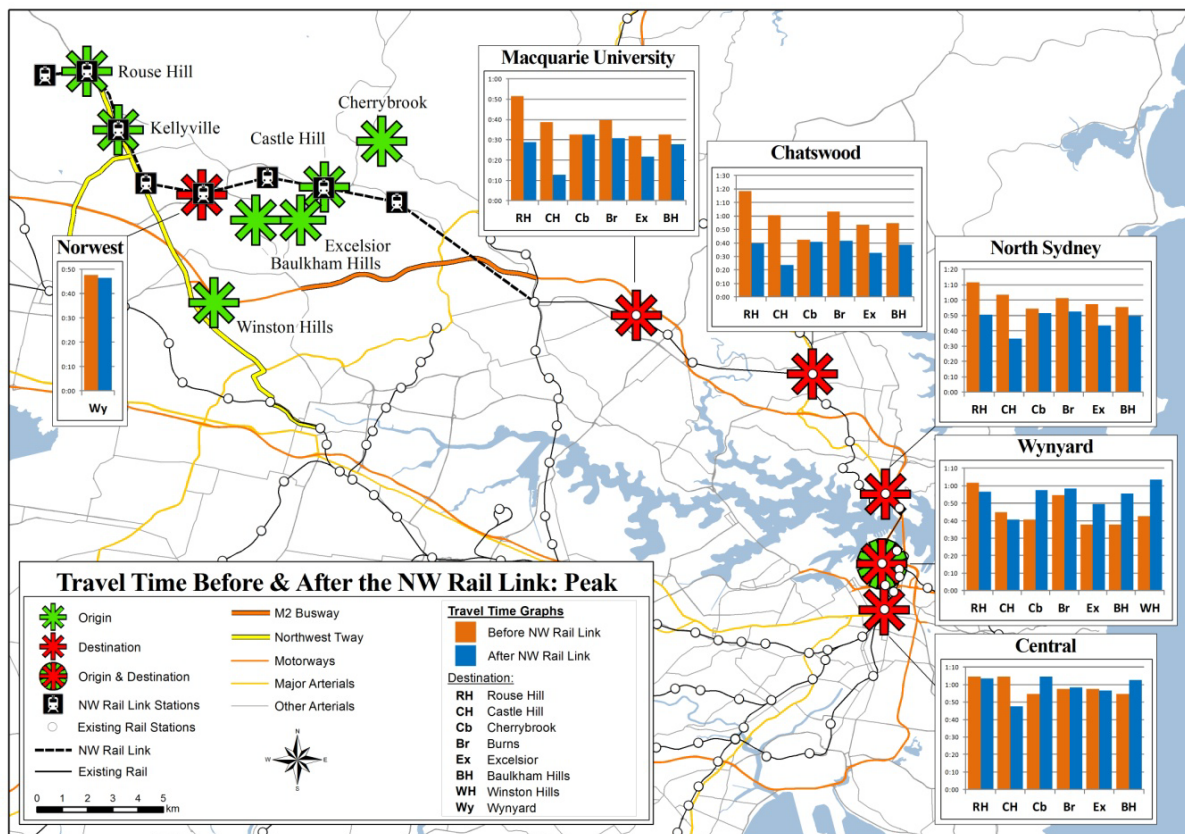 Rouse Hill
Kellyville
Cherrybrook
Castle Hill
Excelsior
Baulkham Hills
Winston Hills
Norwest
0:50
0:40
0:30
0:20
0:10
0:00
Wy
Macquarie University
1:00
0:50
0:40
0:30
0:20
0:10
0:00
RH CH Cb Br Ex BH
Chatswood
1:30
1:20
1:10
1:00
0:50
0:40
0:30
0:20
0:10
0:00
RH CH Cb Br Ex BH
North Sydney
1:20
1:10
1:00
0:50
0:40
0:30
0:20
0:10
0:00
RH CH Cb Br Ex BH
Wynyard
1:10
1:00
0:50
0:40
0:30
0:20
0:10
0:00
RH CH Cb Br Ex BH WH
Central
1:10
1:00
0:50
0:40
0:30
0:20
0:10
0:00
RH CH Cb Br Ex BH
Travel Time Before & After the NW Rail Link: Peak
Origin
Destination
Origin & Destination
NW Rail Link Stations
Existing Rail Stations
NW Rail Link
Existing Rail
0 1 2 3 4 5
km
M2 Busway
Northwest Tway
Motorways
Major Arterials
Other Arterials
N
W E
S
Travel Time Graphs
Before NW Rail Link
After NW Rail Link
Destination:
RH Rouse Hill
CH Castle Hill
Cb Cherrybrook
Br Burns
Ex Excelsior
BH Baulkham Hills
WH Winston Hills
Wy Wynyard